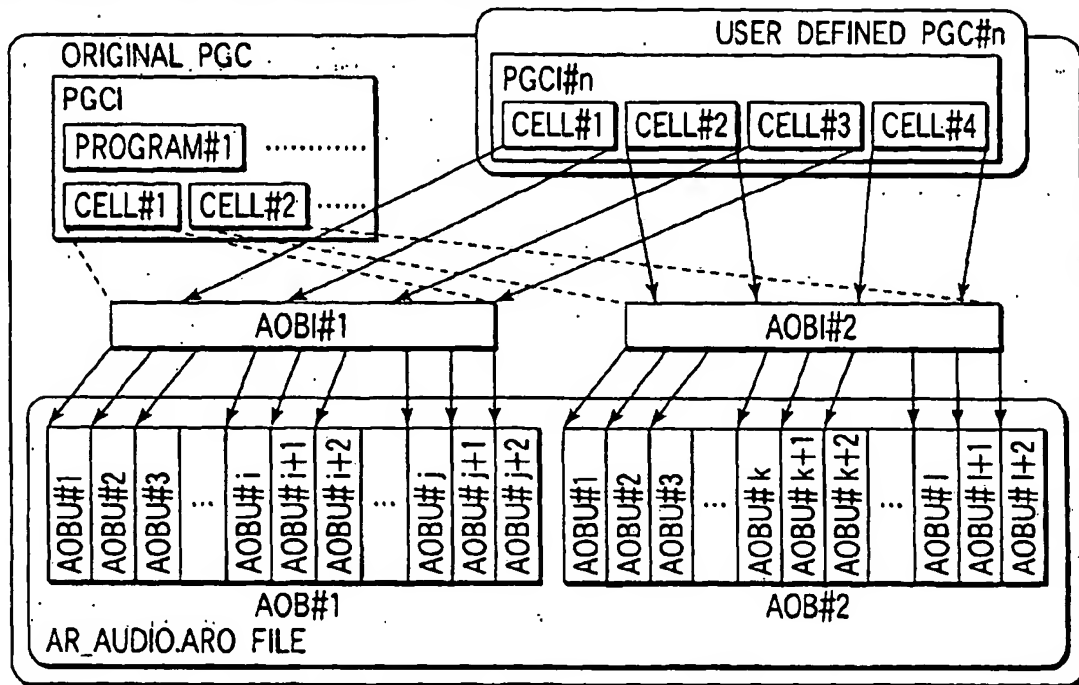 USER DEFINED PGC#n
ORIGINAL PGC
PGCI#n
PGCI
CELL#1 CELL#2 CELL#3 CELL#4
PROGRAM#1 ............
CELL#1 CELL#2 ......
AOBI#1 AOBI#2
AOBU#1 AOBU#2 AOBU#3 ... AOBU#i AOBU#i+1 AOBU#i+2 ... AOBU#j AOBU#j+1 AOBU#j+2
AOBU#1 AOBU#2 AOBU#3 ... AOBU#k AOBU#k+1 AOBU#k+2 ... AOBU#l AOBU#l+1 AOBU#l+2
AOB#1 AOB#2
AR_AUDIO.ARO FILE